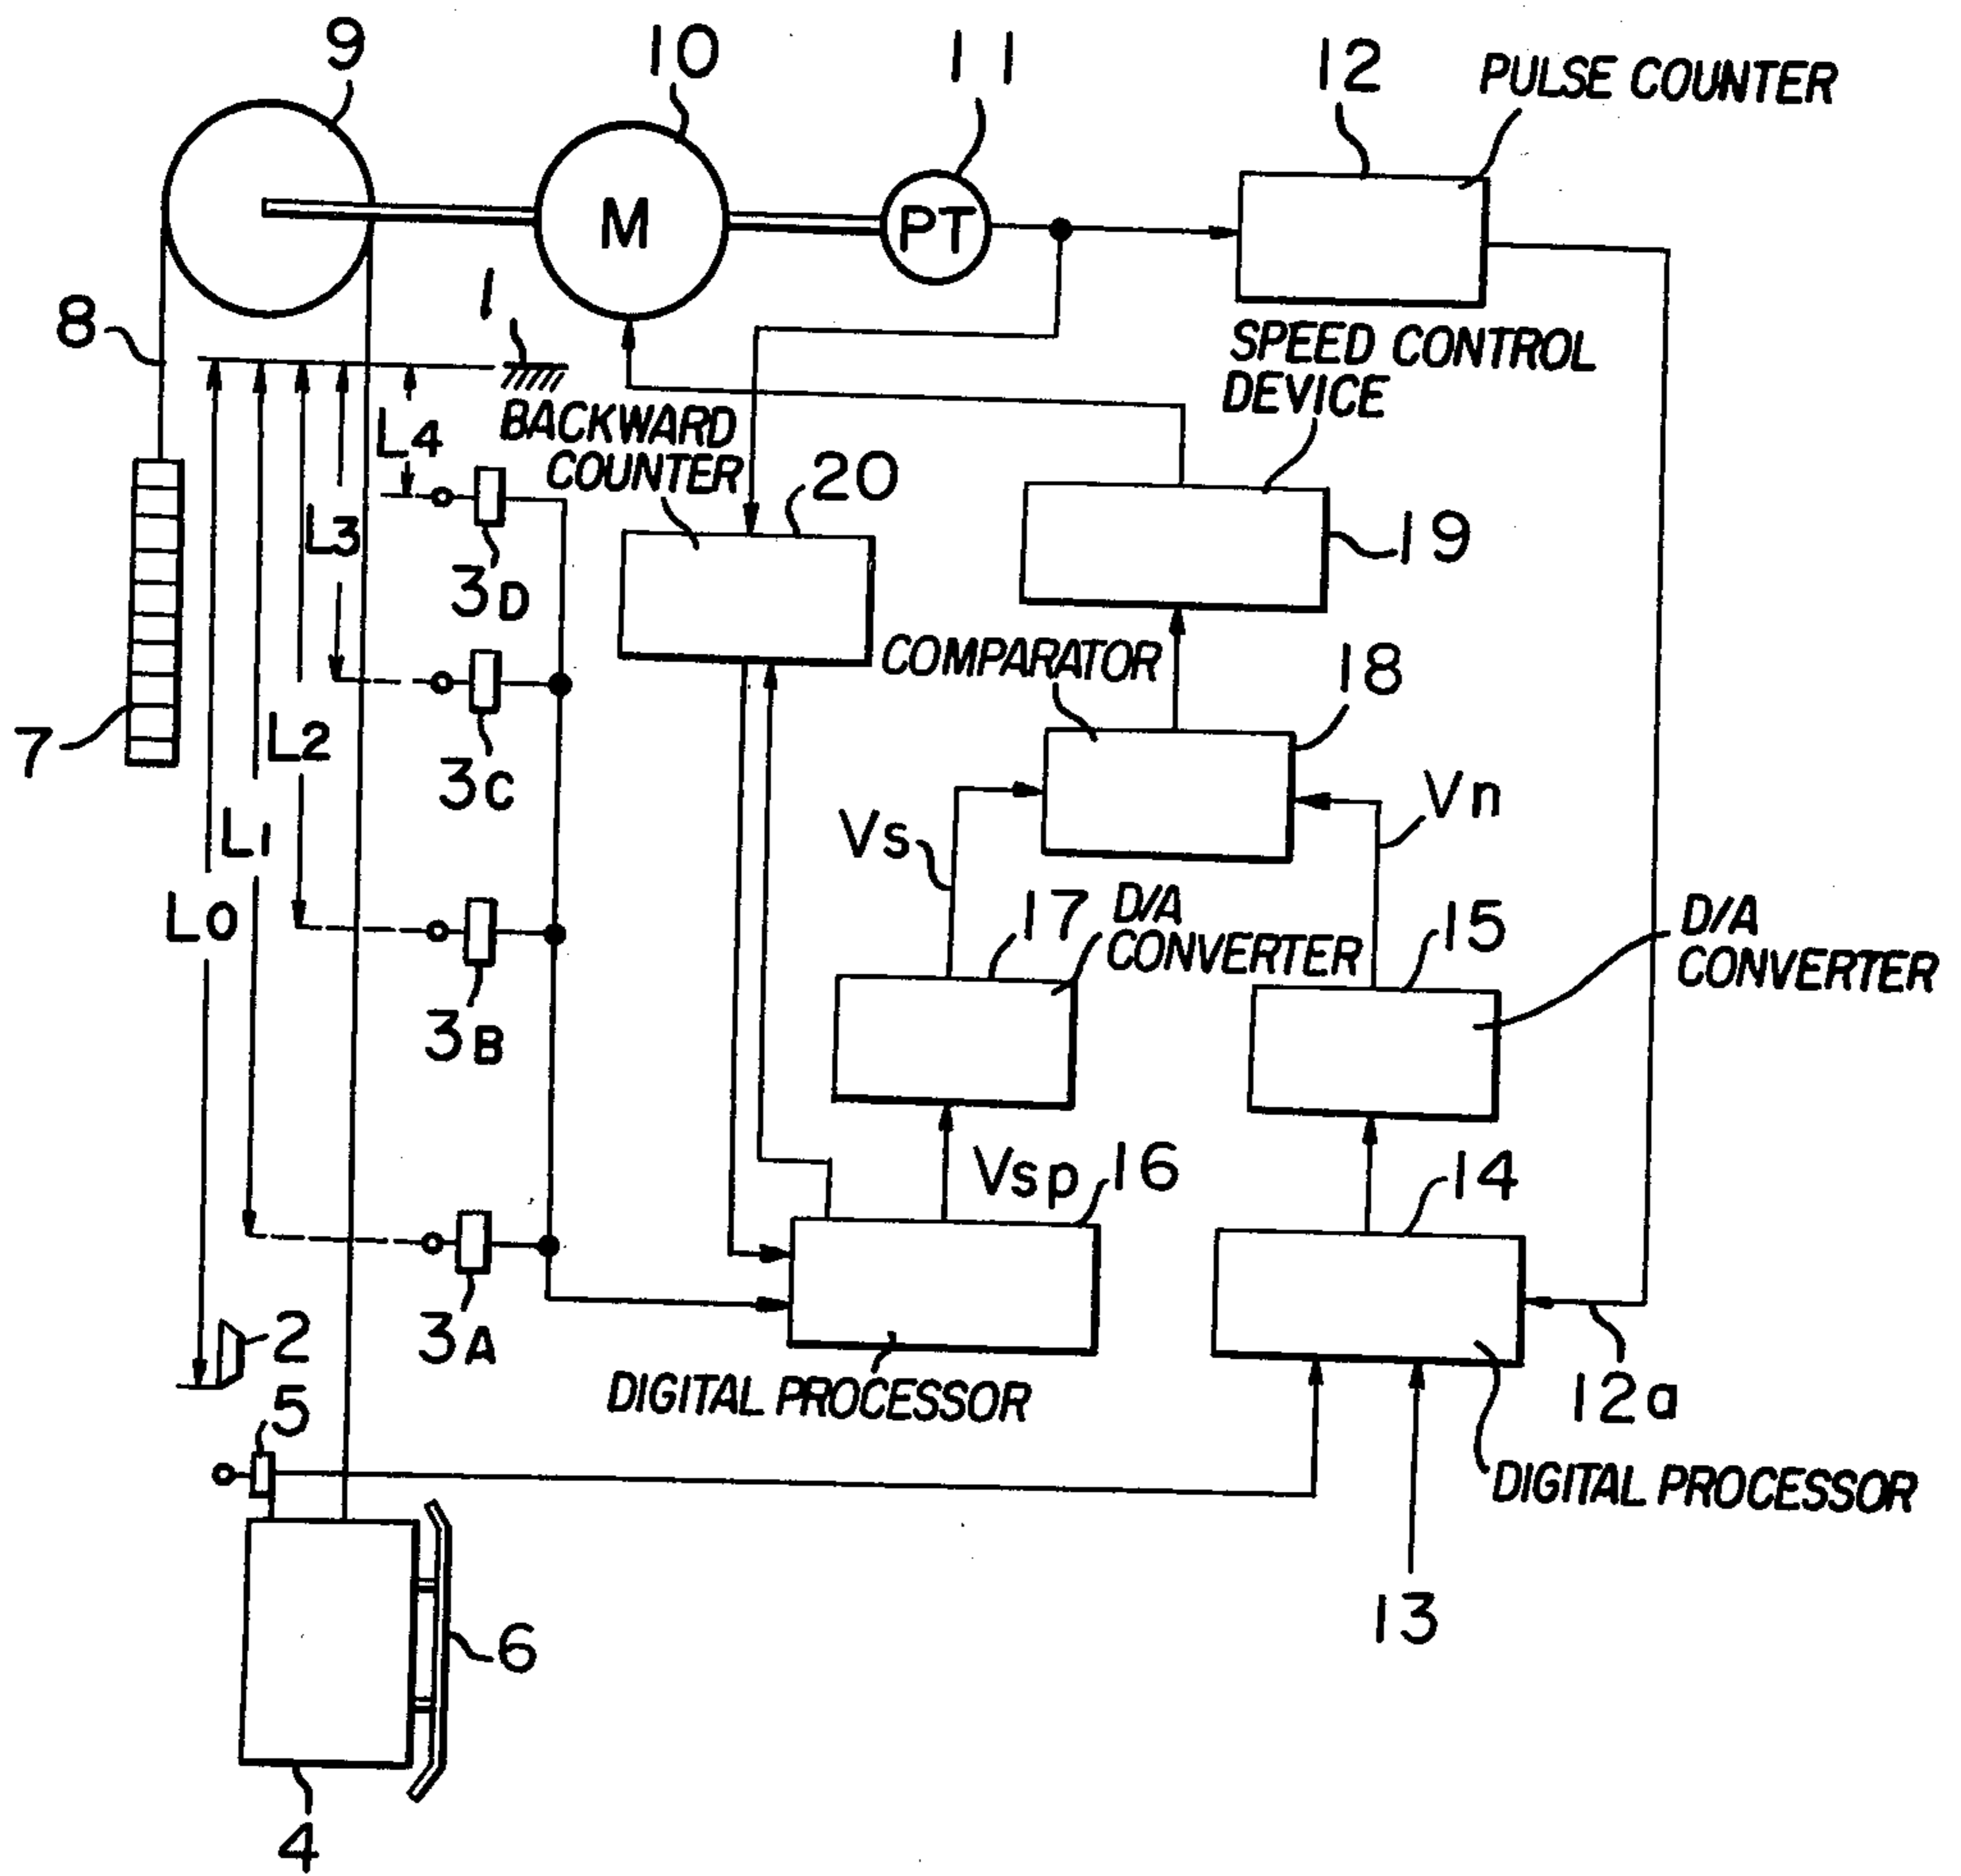 9
10
11
12
PULSE COUNTER
M
PT
1
8
SPEED CONTROL
DEVICE
L4
BACKWARD
COUNTER
20
L3
19
3D
COMPARATOR
18
7
L2
3C
Vn
L1
Vs
L0
17
D/A
CONVERTER
15
D/A
CONVERTER
3B
Vsp
16
14
2
3A
5
DIGITAL PROCESSOR
12a
DIGITAL PROCESSOR
13
6
4